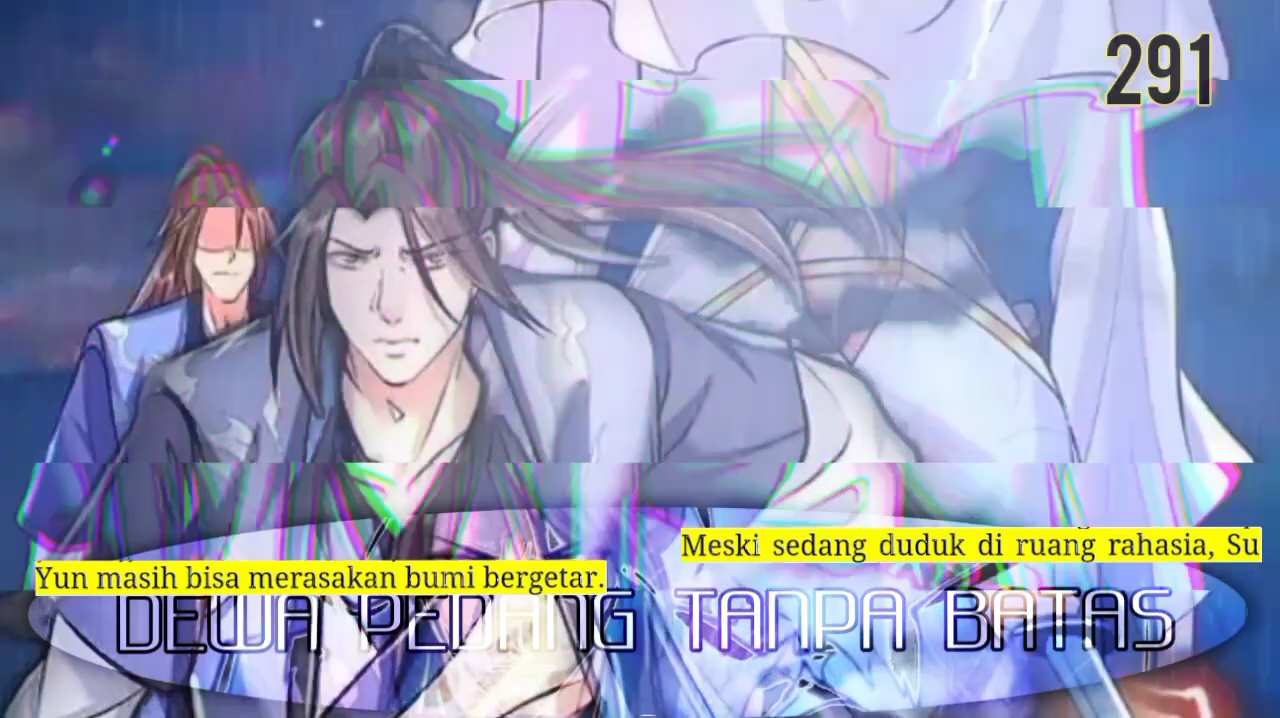 291
Meski sedang duduk di ruang rahasia, Su
Yun masih bisa merasakan bumi bergetar.
DEWA PEDANG TANPA BATAS